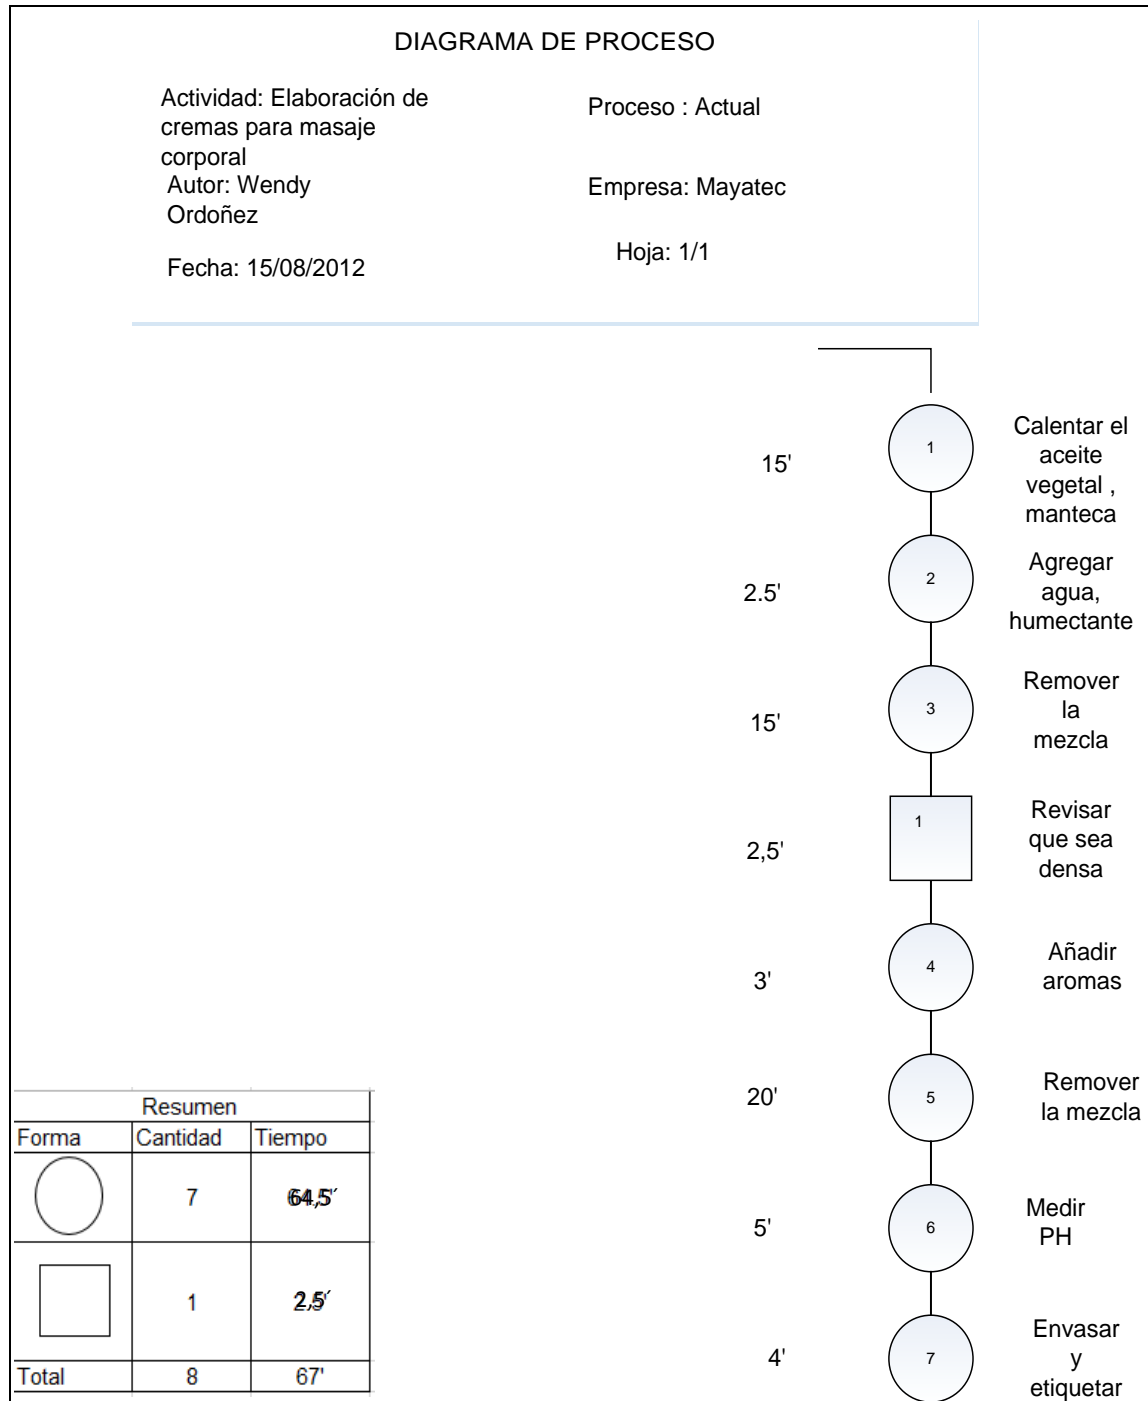 DIAGRAMA DE PROCESO
Actividad: Elaboración de
cremas para masaje
corporal
Autor: Wendy
Ordoñez
Fecha: 15/08/2012
Proceso : Actual
Empresa: Mayatec
Hoja: 1/1
15'
1
Calentar el
aceite
vegetal ,
manteca
2.5'
2
Agregar
agua,
humectante
15'
3
Remover
la
mezcla
2,5'
1
Revisar
que sea
densa
3'
4
Añadir
aromas
20'
5
Remover
la mezcla
5'
6
Medir
PH
4'
7
Envasar
y
etiquetar
Resumen
Forma Cantidad Tiempo
7 64,5´
1 2,5´
Total 8 67'